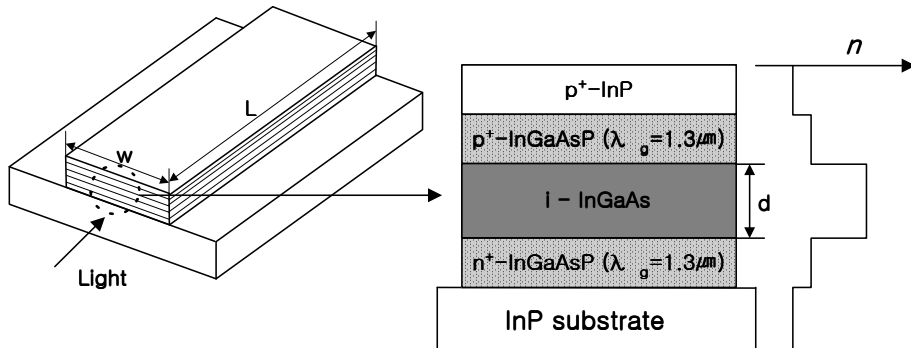 L
w
Light
n
p⁺-InP
p⁺-InGaAsP (λ g=1.3㎛)
i - InGaAs
d
n⁺-InGaAsP (λ g=1.3㎛)
InP substrate